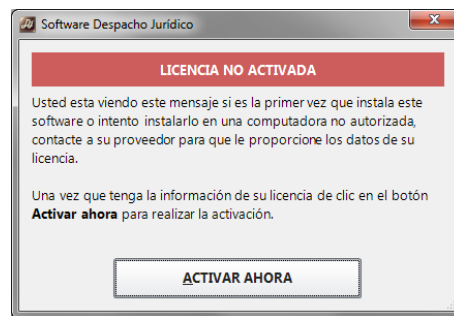 Software Despacho Jurídico
LICENCIA NO ACTIVADA
Usted esta viendo este mensaje si es la primer vez que instala este
software o intento instalarlo en una computadora no autorizada,
contacte a su proveedor para que le proporcione los datos de su
licencia.
Una vez que tenga la información de su licencia de clic en el botón
Activar ahora para realizar la activación.
ACTIVAR AHORA